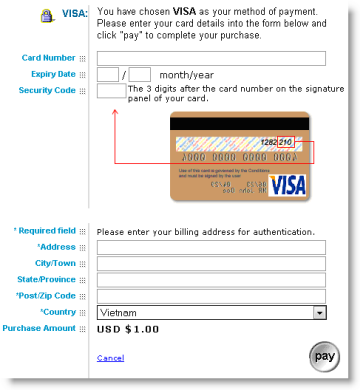 VISA: You have chosen VISA as your method of payment.
Please enter your card details into the form below and
click "pay" to complete your purchase.
Card Number
Expiry Date / month/year
Security Code The 3 digits after the card number on the signature
panel of your card.
1282 210
VISA
* Required field Please enter your billing address for authentication.
*Address
City/Town
State/Province
*Post/Zip Code
*Country Vietnam
Purchase Amount USD $1.00
Cancel
pay